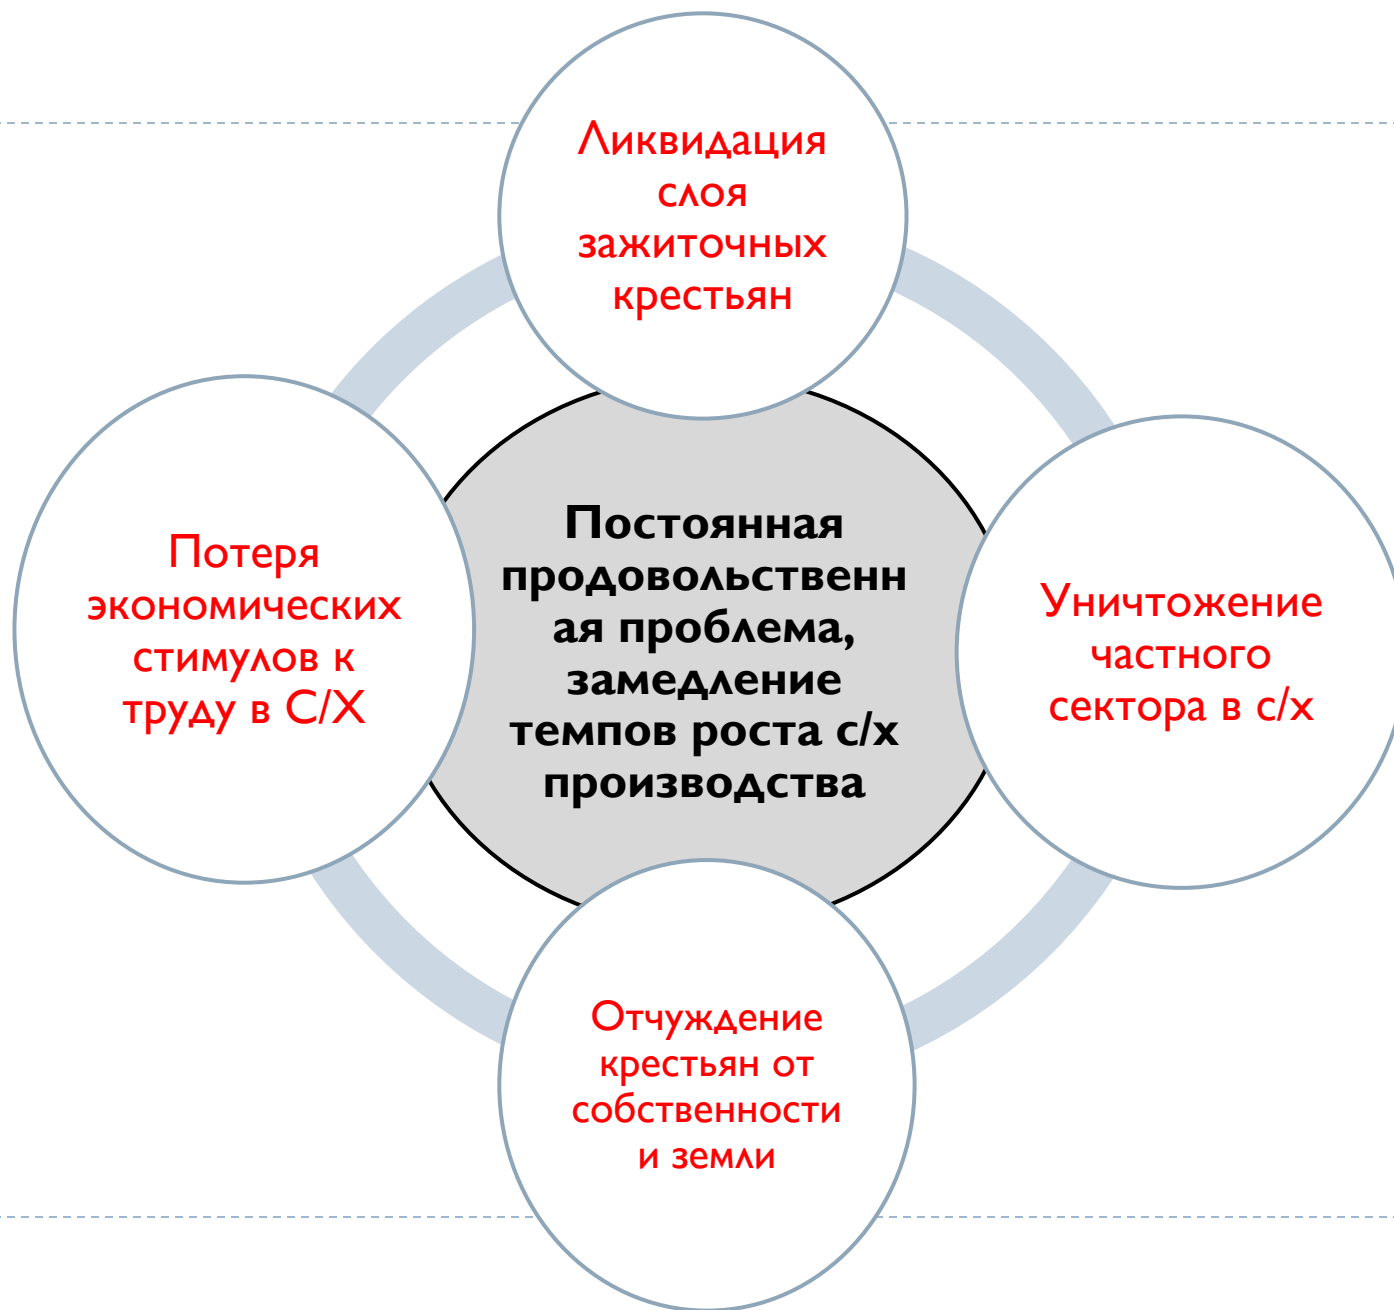 Ликвидация
слоя
зажиточных
крестьян
Потеря
экономических
стимулов к
труду в С/Х
Постоянная
продовольственн
ая проблема,
замедление
темпов роста с/х
производства
Уничтожение
частного
сектора в с/х
Отчуждение
крестьян от
собственности
и земли